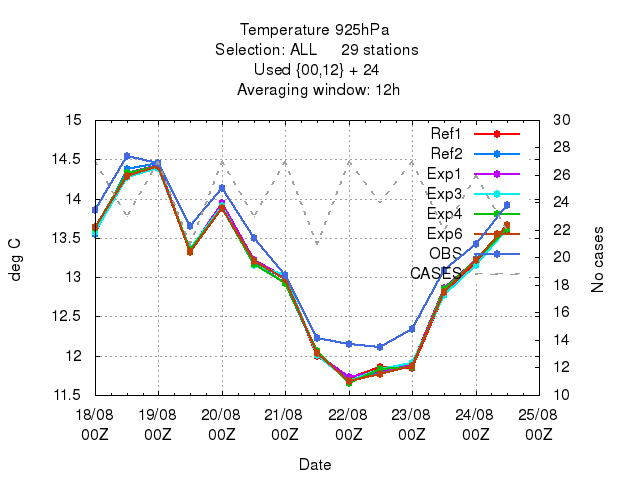 Temperature 925hPa
Selection: ALL 29 stations
Used {00,12} + 24
Averaging window: 12h
15
14.5
14
13.5
13
12.5
12
11.5
deg C
30
28
26
24
22
20
18
16
14
12
10
No cases
Ref1
Ref2
Exp1
Exp3
Exp4
Exp6
OBS
CASES
18/08 19/08 20/08 21/08 22/08 23/08 24/08 25/08
00Z 00Z 00Z 00Z 00Z 00Z 00Z 00Z
Date